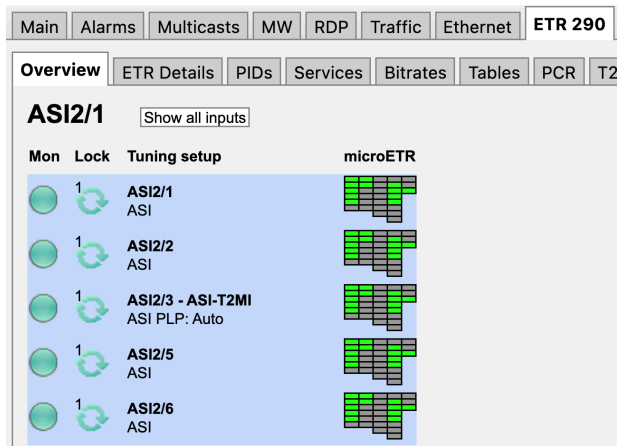 Main Alarms Multicasts MW RDP Traffic Ethernet ETR 290
Overview ETR Details PIDs Services Bitrates Tables PCR T2
ASI2/1 Show all inputs
Mon Lock Tuning setup microETR
1 ASI2/1
ASI
1 ASI2/2
ASI
1 ASI2/3 - ASI-T2MI
ASI PLP: Auto
1 ASI2/5
ASI
1 ASI2/6
ASI